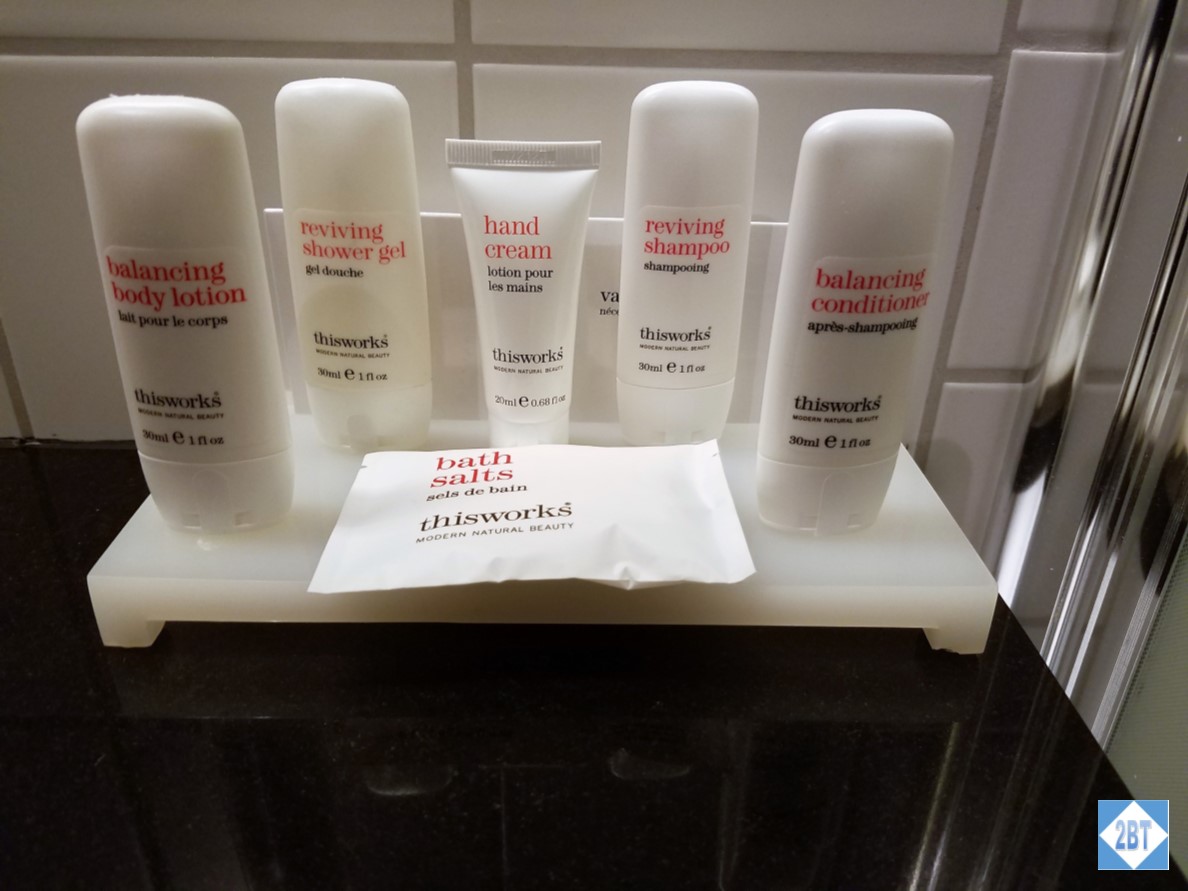 balancing
body lotion
lait pour le corps
thisworks®
MODERN NATURAL BEAUTY
30ml e 1 fl oz
reviving
shower gel
gel douche
thisworks®
MODERN NATURAL BEAUTY
30ml e 1 fl oz
hand
cream
lotion pour
les mains
thisworks®
MODERN NATURAL BEAUTY
20ml e 0.68 fl oz
reviving
shampoo
shampooing
thisworks®
MODERN NATURAL BEAUTY
30ml e 1 fl oz
balancing
conditioner
après-shampooing
thisworks®
MODERN NATURAL BEAUTY
30ml e 1 fl oz
bath
salts
sels de bain
thisworks®
MODERN NATURAL BEAUTY
2BT